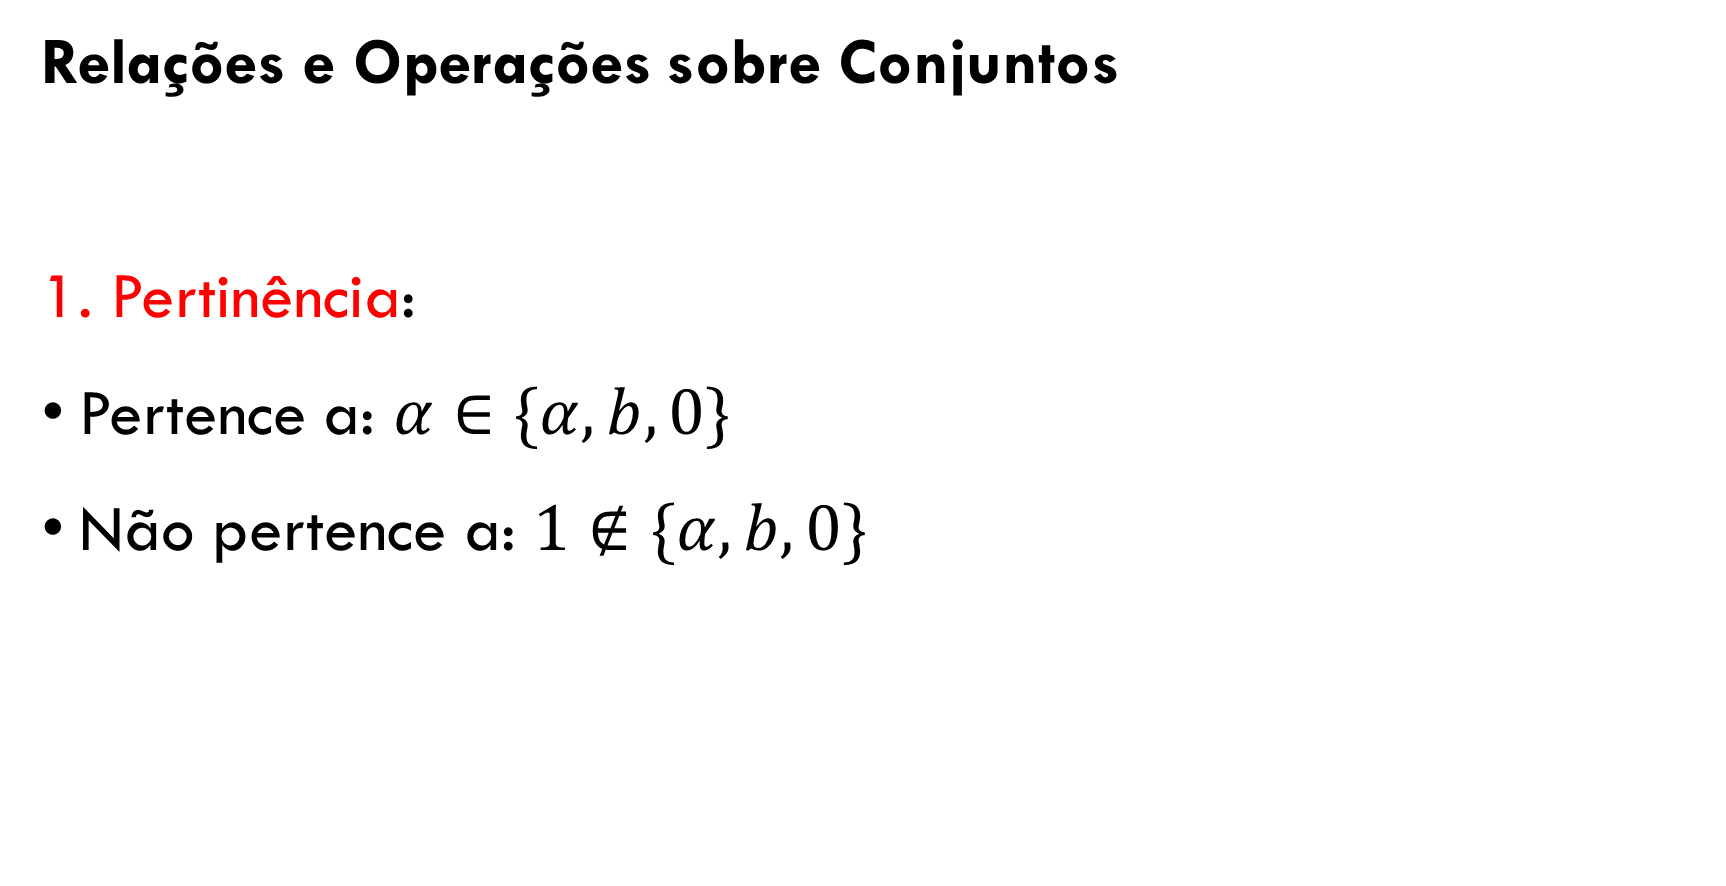 Relações e Operações sobre Conjuntos
1. Pertinência:
• Pertence a: α ∈ {α, b, 0}
• Não pertence a: 1 ∉ {α, b, 0}